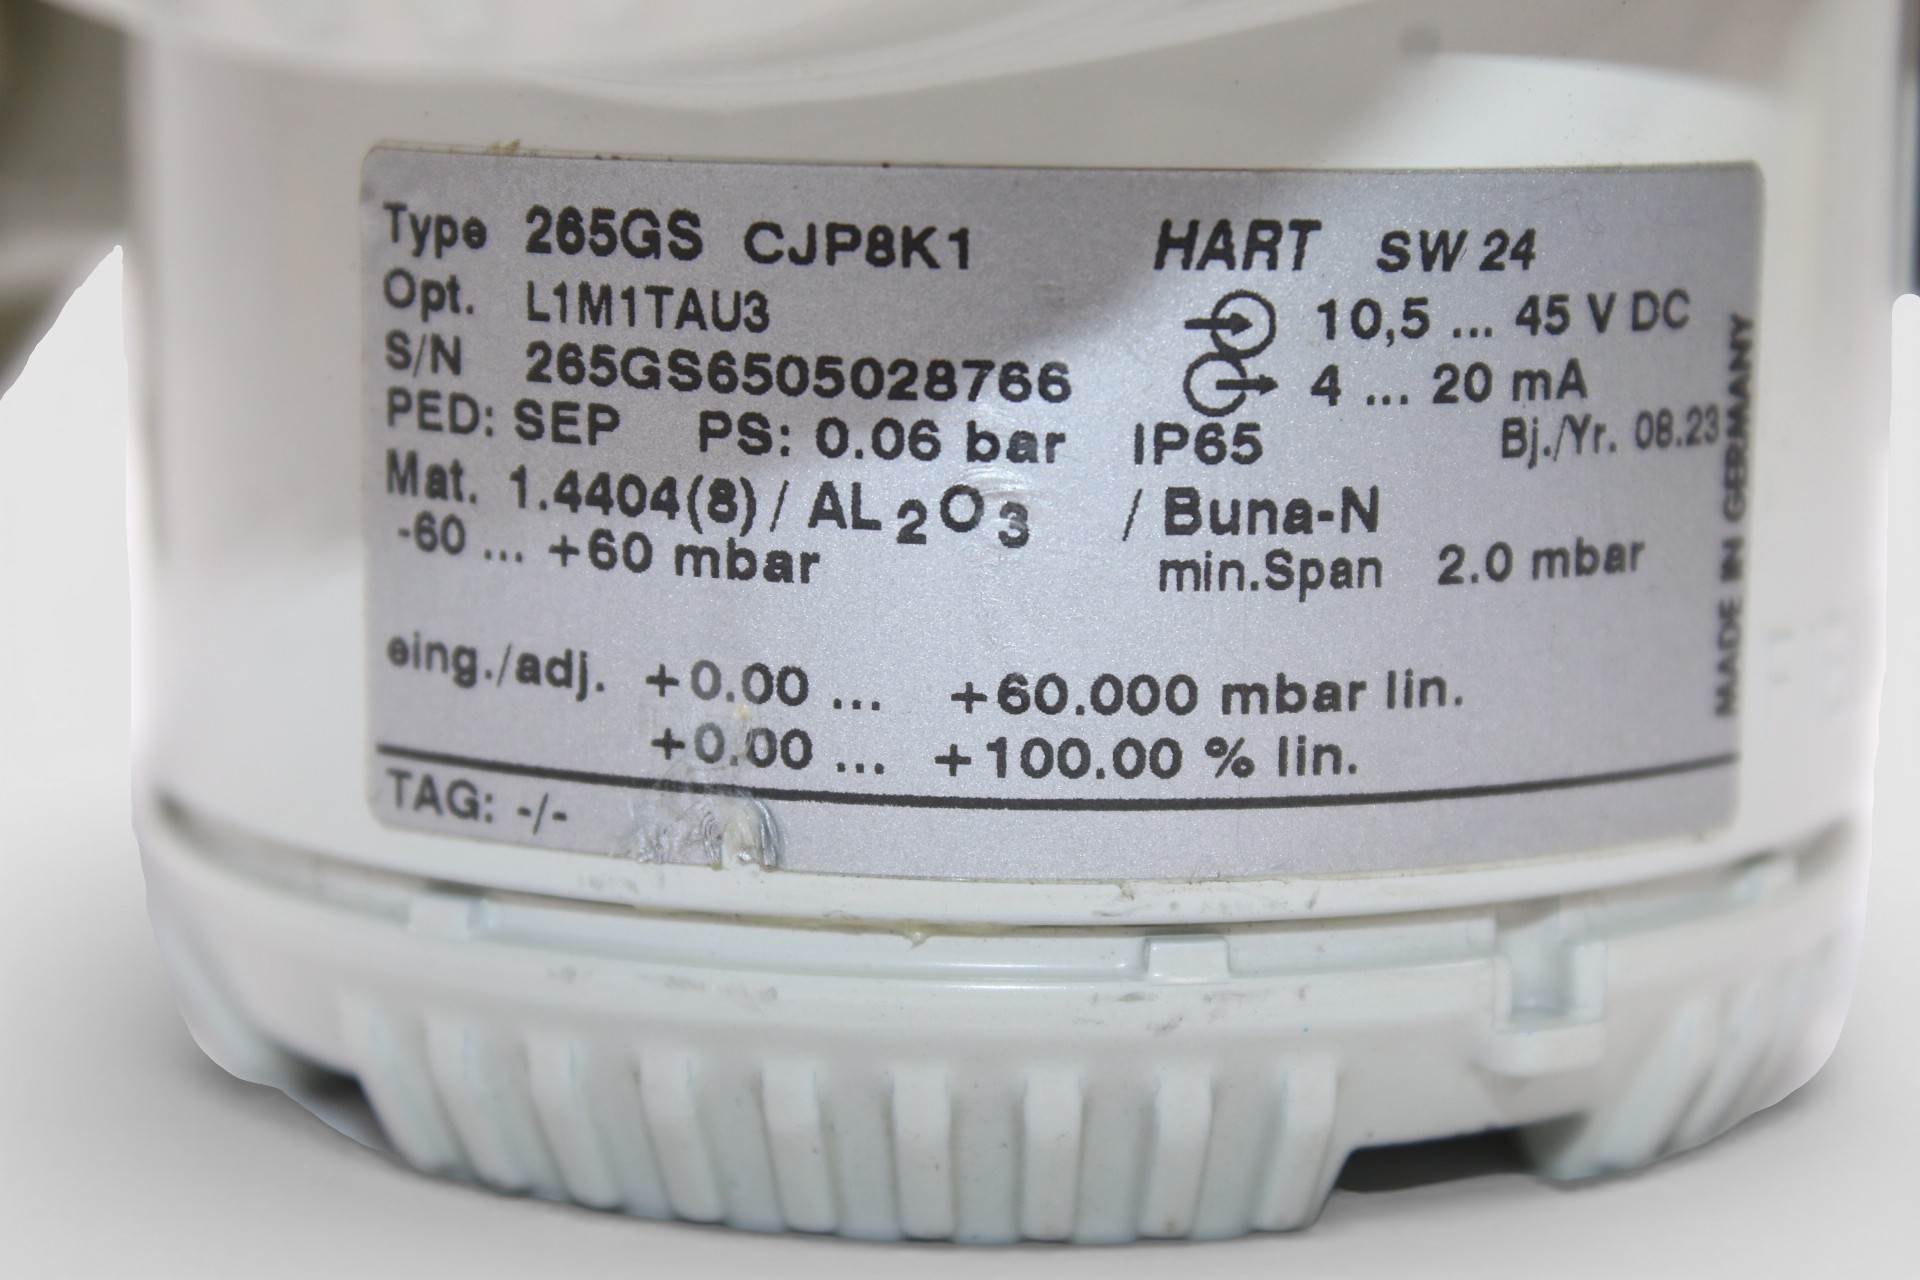 Type 265GS CJP8K1 HART SW 24
Opt. L1M1TAU3 10,5 ... 45 V DC
S/N 265GS6505028766 4 ... 20 mA
PED: SEP PS: 0.06 bar IP65 Bj./Yr. 08.23
Mat. 1.4404(8) / AL2O3 / Buna-N
-60 ... +60 mbar min.Span 2.0 mbar
eing./adj. +0.00 ... +60.000 mbar lin.
+0.00 ... +100.00 % lin.
TAG: -/-
MADE IN GERMANY